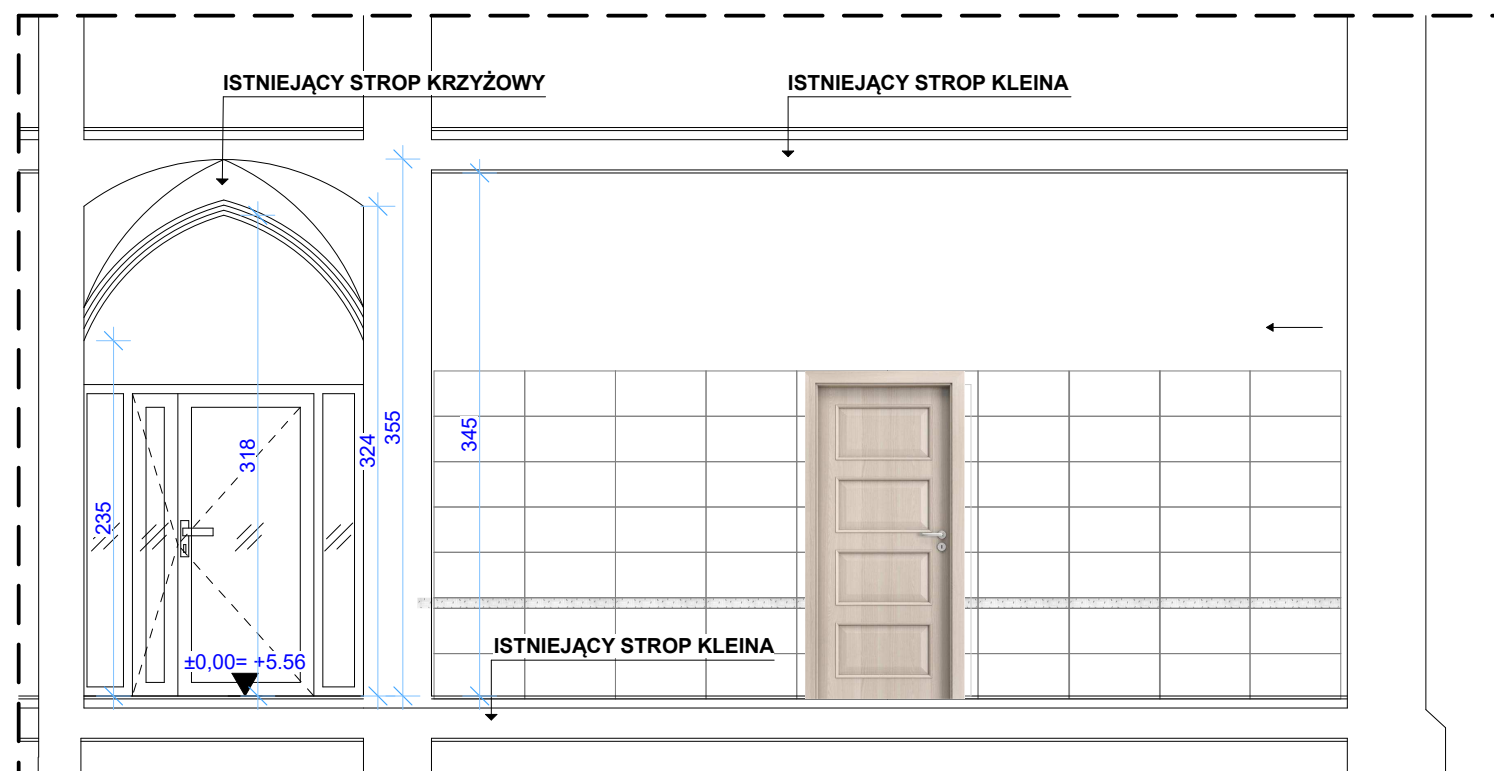 ISTNIEJĄCY STROP KRZYŻOWY
ISTNIEJĄCY STROP KLEINA
235
318
324
355
345
±0,00= +5.56
ISTNIEJĄCY STROP KLEINA